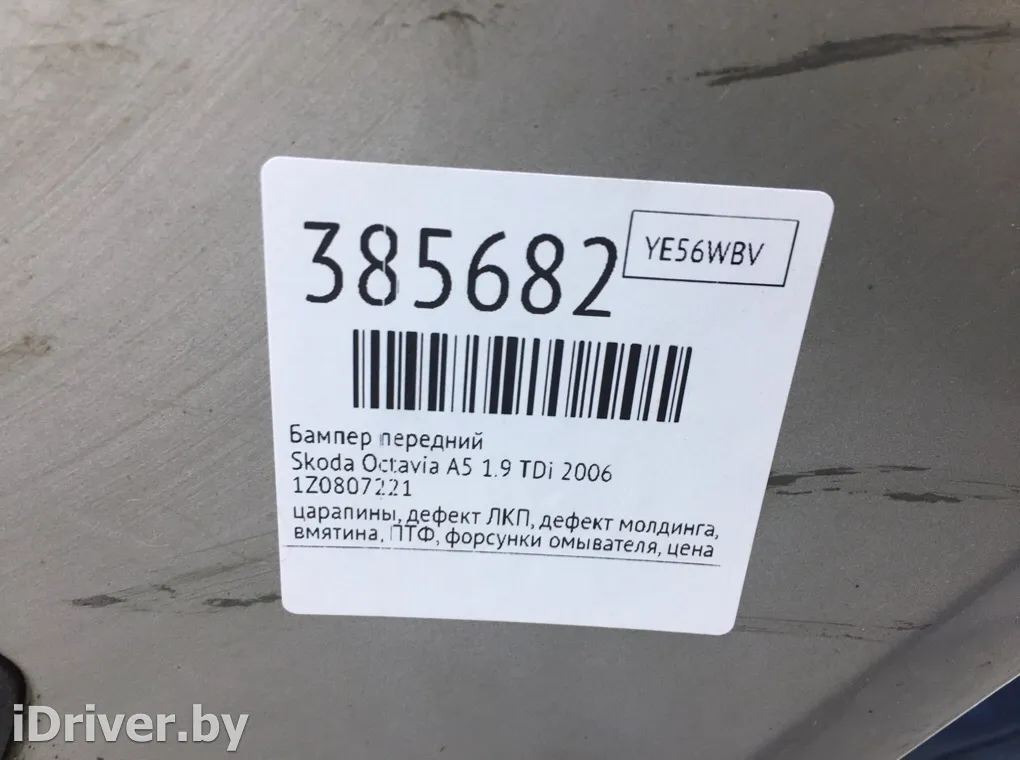 385682
YE56WBV
Бампер передний
Skoda Octavia A5 1.9 TDi 2006
1Z0807221
царапины, дефект ЛКП, дефект молдинга,
вмятина, ПТФ, форсунки омывателя, цена
iDriver.by